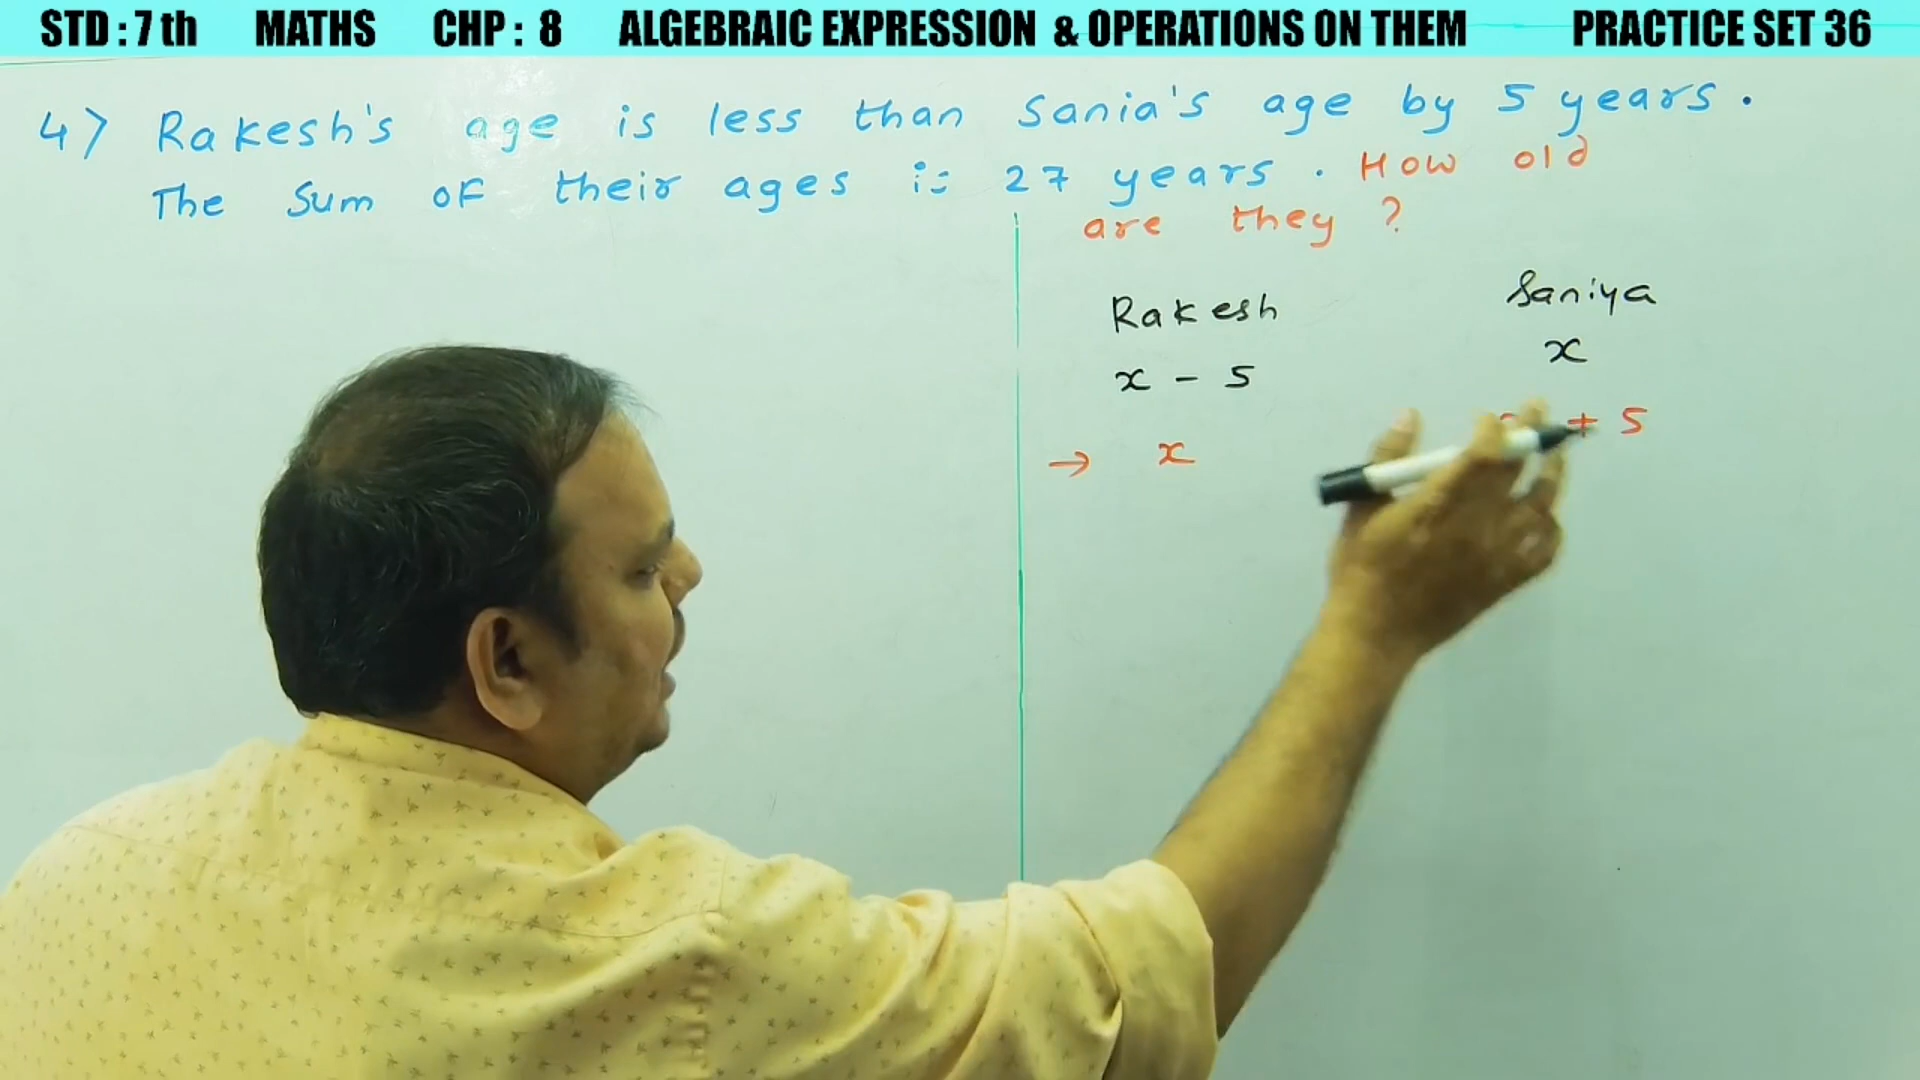 STD : 7 th MATHS CHP : 8 ALGEBRAIC EXPRESSION & OPERATIONS ON THEM PRACTICE SET 36
4) Rakesh's age is less than Sania's age by 5 years.
The Sum of their ages is 27 years. How old
are they ?
Rakesh Saniya
x - 5 x
→ x + 5